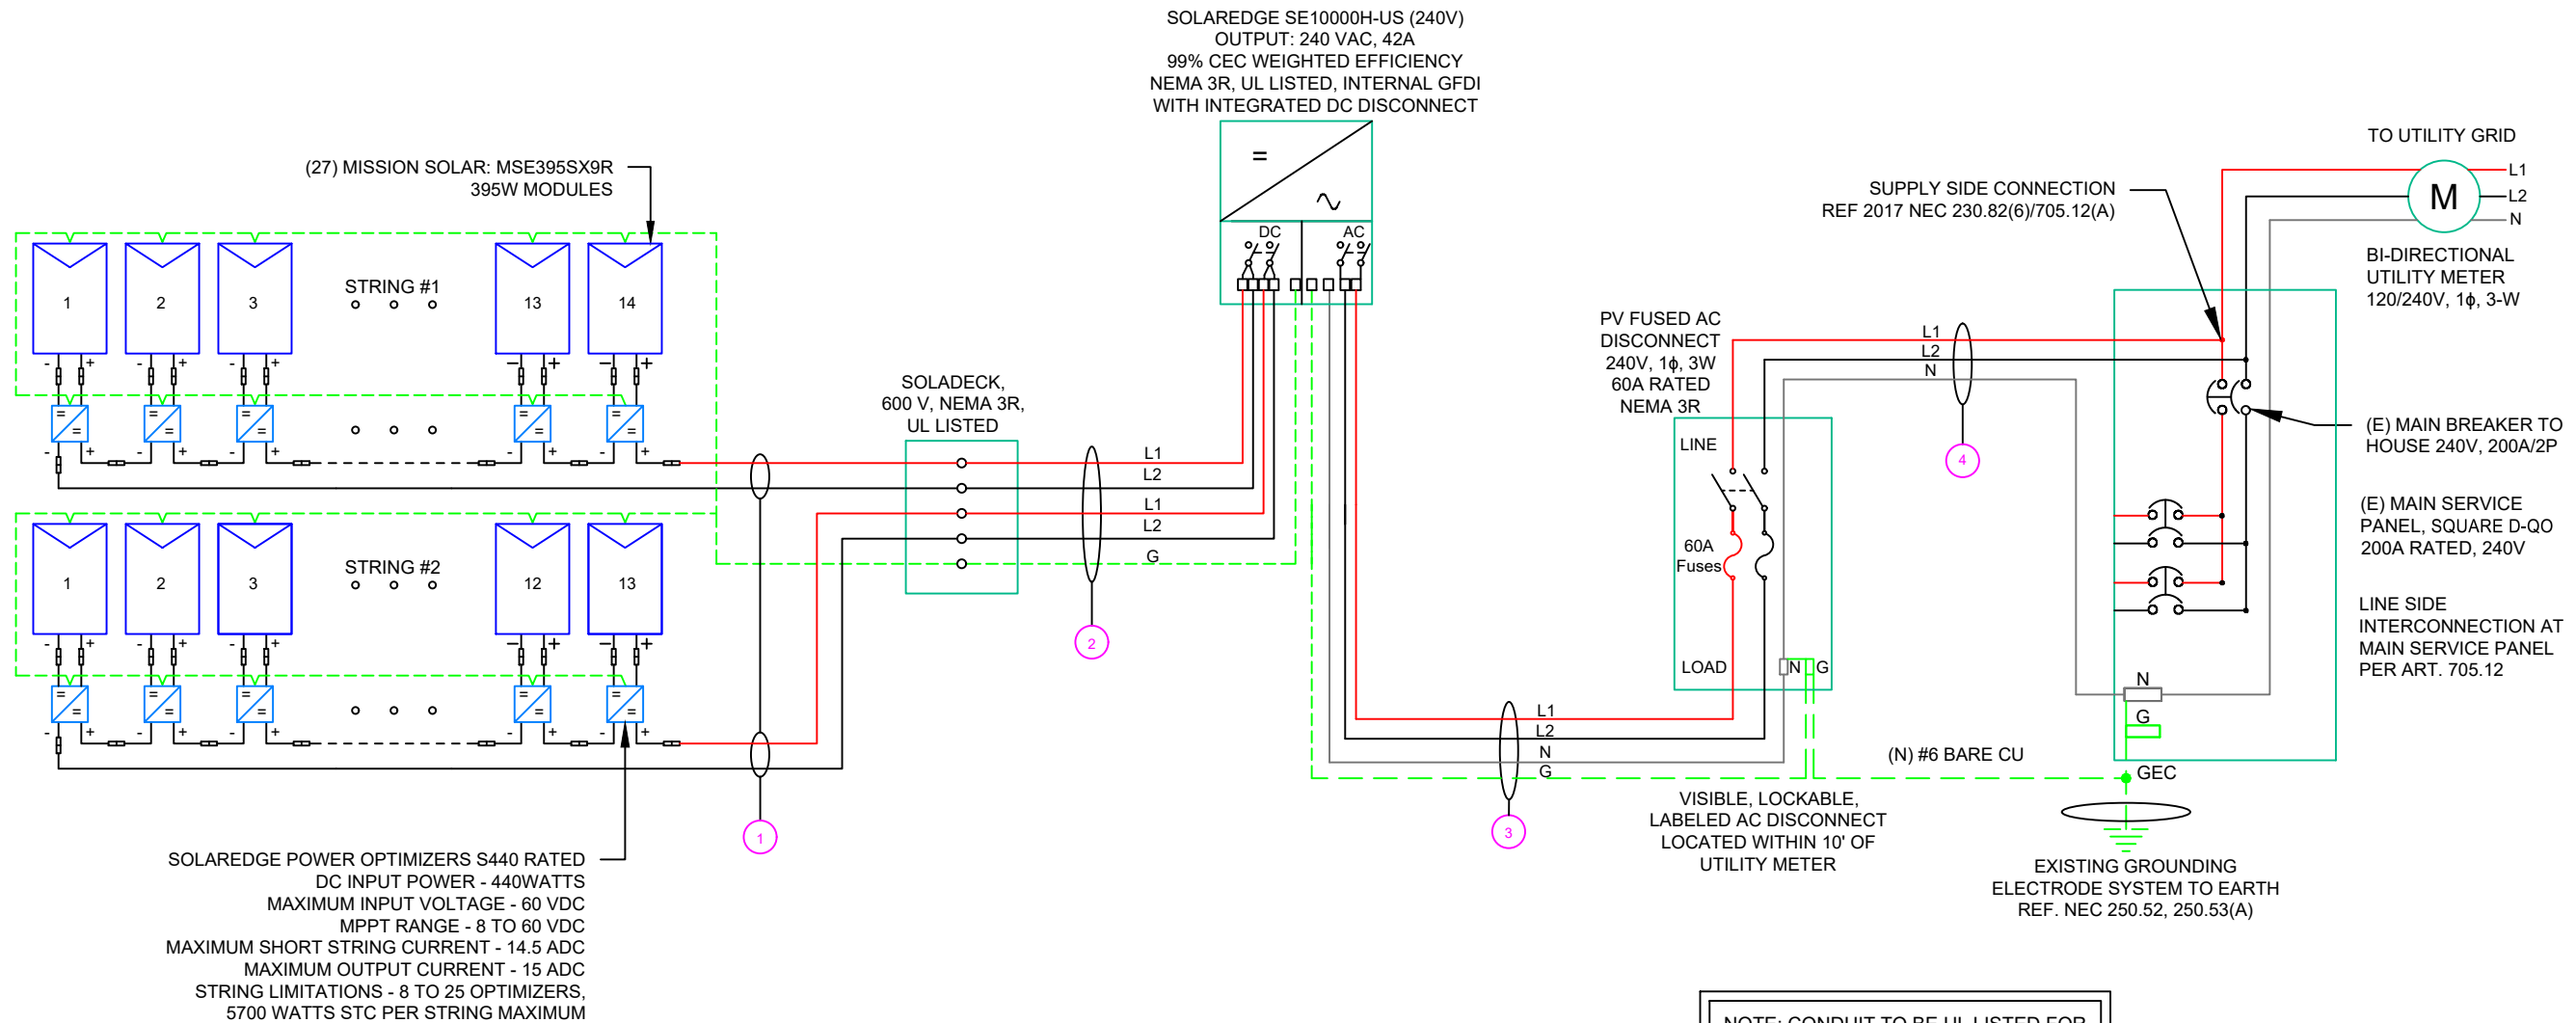 SOLAREDGE SE10000H-US (240V)
OUTPUT: 240 VAC, 42A
99% CEC WEIGHTED EFFICIENCY
NEMA 3R, UL LISTED, INTERNAL GFDI
WITH INTEGRATED DC DISCONNECT
=
DC
AC
(27) MISSION SOLAR: MSE395SX9R
395W MODULES
1
2
3
STRING #1
13
14
- + - + - + - + - +
= = = = =
= = = = =
- + - + - + - + - +
1
2
3
STRING #2
12
13
- + - + - + - + - +
= = = = =
= = = = =
- + - + - + - + - +
SOLAREDGE POWER OPTIMIZERS S440 RATED
DC INPUT POWER - 440WATTS
MAXIMUM INPUT VOLTAGE - 60 VDC
MPPT RANGE - 8 TO 60 VDC
MAXIMUM SHORT STRING CURRENT - 14.5 ADC
MAXIMUM OUTPUT CURRENT - 15 ADC
STRING LIMITATIONS - 8 TO 25 OPTIMIZERS,
5700 WATTS STC PER STRING MAXIMUM
1
SOLADECK,
600 V, NEMA 3R,
UL LISTED
L1
L2
L1
L2
G
2
PV FUSED AC
DISCONNECT
240V, 1ϕ, 3W
60A RATED
NEMA 3R
LINE
60A
Fuses
LOAD
N G
L1
L2
N
G
3
VISIBLE, LOCKABLE,
LABELED AC DISCONNECT
LOCATED WITHIN 10' OF
UTILITY METER
L1
L2
N
4
SUPPLY SIDE CONNECTION
REF 2017 NEC 230.82(6)/705.12(A)
TO UTILITY GRID
M
L1
L2
N
BI-DIRECTIONAL
UTILITY METER
120/240V, 1ϕ, 3-W
(E) MAIN BREAKER TO
HOUSE 240V, 200A/2P
(E) MAIN SERVICE
PANEL, SQUARE D-QO
200A RATED, 240V
LINE SIDE
INTERCONNECTION AT
MAIN SERVICE PANEL
PER ART. 705.12
N
G
(N) #6 BARE CU
GEC
EXISTING GROUNDING
ELECTRODE SYSTEM TO EARTH
REF. NEC 250.52, 250.53(A)
NOTE: CONDUIT TO BE UL LISTED FOR